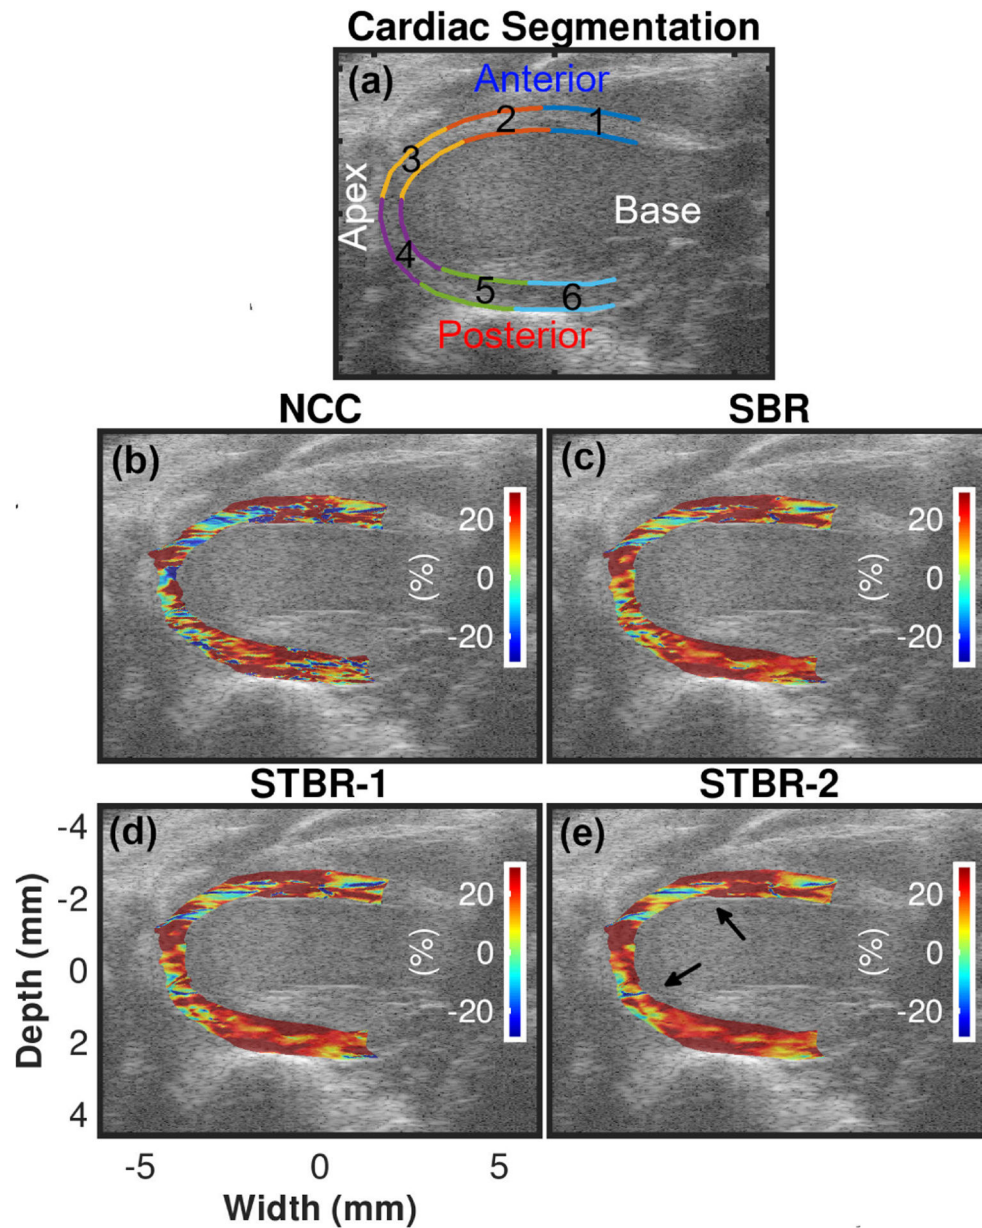 Cardiac Segmentation
(a)
Anterior
1
2
3
Apex
Base
4
5
6
Posterior
NCC
SBR
(b)
20
0
-20
(%)
(c)
20
0
-20
(%)
STBR-1
STBR-2
(d)
20
0
-20
(%)
(e)
20
0
-20
(%)
-4
-2
0
2
4
Depth (mm)
-5
0
5
Width (mm)